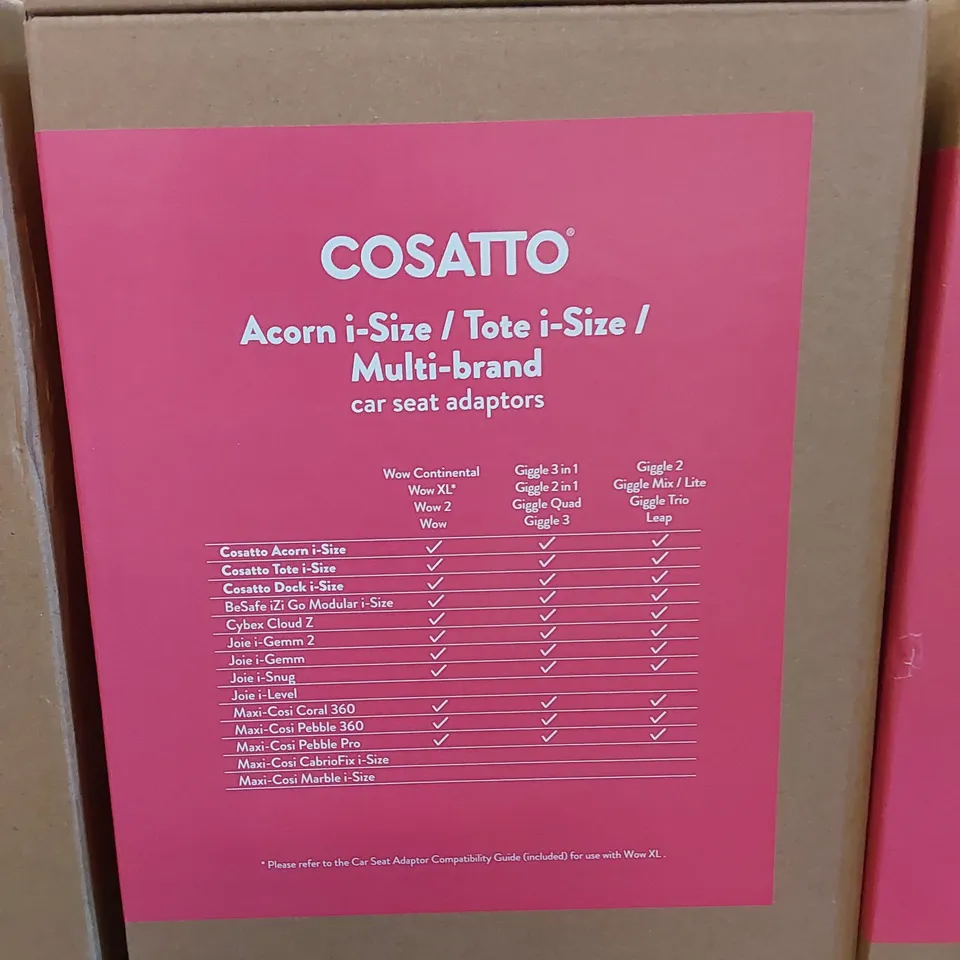 COSATTO®
Acorn i-Size / Tote i-Size /
Multi-brand
car seat adaptors
Wow Continental
Wow XL*
Wow 2
Wow
Giggle 3 in 1
Giggle 2 in 1
Giggle Quad
Giggle 3
Giggle 2
Giggle Mix / Lite
Giggle Trio
Leap
Cosatto Acorn i-Size ✓ ✓ ✓
Cosatto Tote i-Size ✓ ✓ ✓
Cosatto Dock i-Size ✓ ✓ ✓
BeSafe iZi Go Modular i-Size ✓ ✓ ✓
Cybex Cloud Z ✓ ✓ ✓
Joie i-Gemm 2 ✓ ✓ ✓
Joie i-Gemm ✓ ✓ ✓
Joie i-Snug ✓ ✓ ✓
Joie i-Level
Maxi-Cosi Coral 360 ✓ ✓ ✓
Maxi-Cosi Pebble 360 ✓ ✓ ✓
Maxi-Cosi Pebble Pro ✓ ✓ ✓
Maxi-Cosi CabrioFix i-Size
Maxi-Cosi Marble i-Size
* Please refer to the Car Seat Adaptor Compatibility Guide (included) for use with Wow XL .